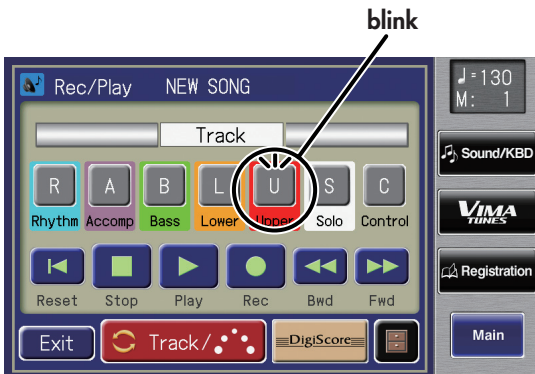 blink
Rec/Play NEW SONG
♩=130
M: 1
Track
R A B L U S C
Rhythm Accomp Bass Lower Upper Solo Control
Reset Stop Play Rec Bwd Fwd
Exit Track/ DigiScore
Sound/KBD
VIMA
TUNES
Registration
Main